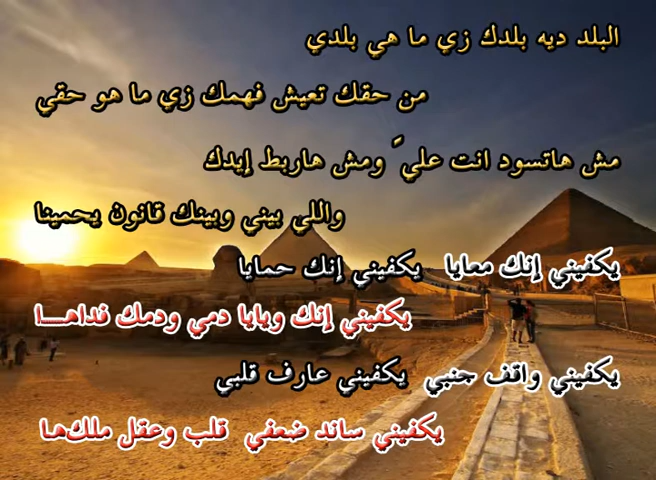 البلد ديه بلدك زي ما هي بلدي
من حقك تعيش فهمك زي ما هو حقي
مش هاتسود انت عليً ومش هاربط إيدك
واللي بيني وبينك قانون يحمينا
يكفيني إنك معايا يكفيني إنك حمايا
يكفيني إنك ويايا دمي ودمك فداهـــا
يكفيني واقف جنبي يكفيني عارف قلبي
يكفيني ساند ضعفي قلب وعقل ملكها